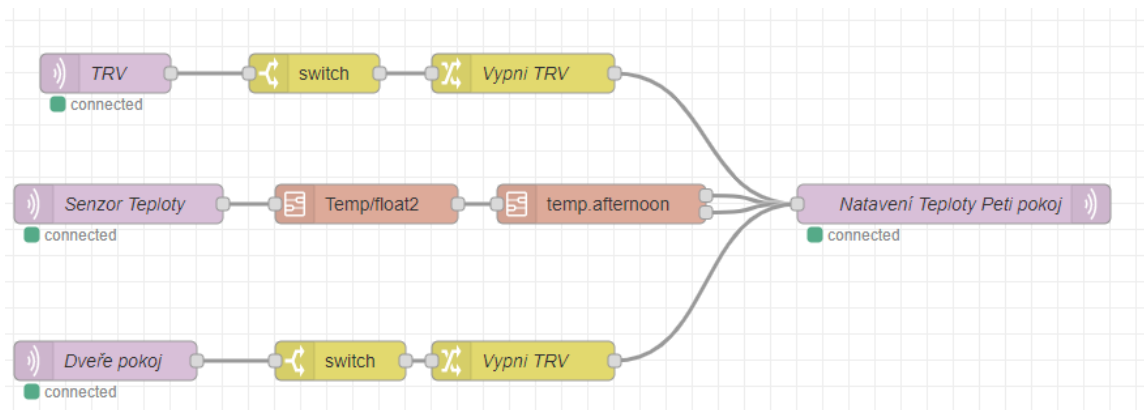 TRV
switch
Vypni TRV
connected
Senzor Teploty
Temp/float2
temp.afternoon
Natavení Teploty Peti pokoj
connected
connected
Dveře pokoj
switch
Vypni TRV
connected